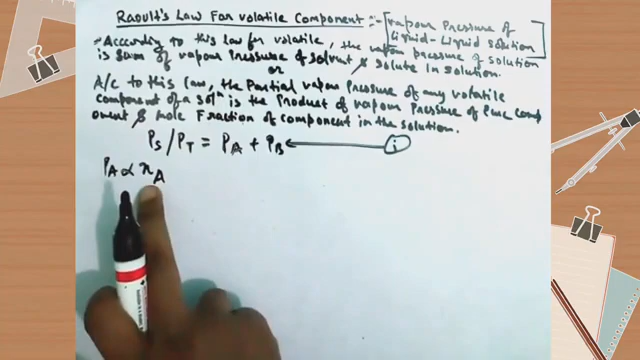 Raoult's Law For Volatile Component :- [Vapour Pressure of Liquid-Liquid Solution]
→ According to this law for volatile, the vapour pressure of solution
is sum of vapour Pressure of solvent & solute in solution.
or
A/c to this law, the Partial vapour Pressure of any volatile
component of a solⁿ is the Product of vapour Pressure of Pure comp
onent & mole Fraction of component in the solution.
Ps/PT = PA + PB ← (i)
PA ∝ xA